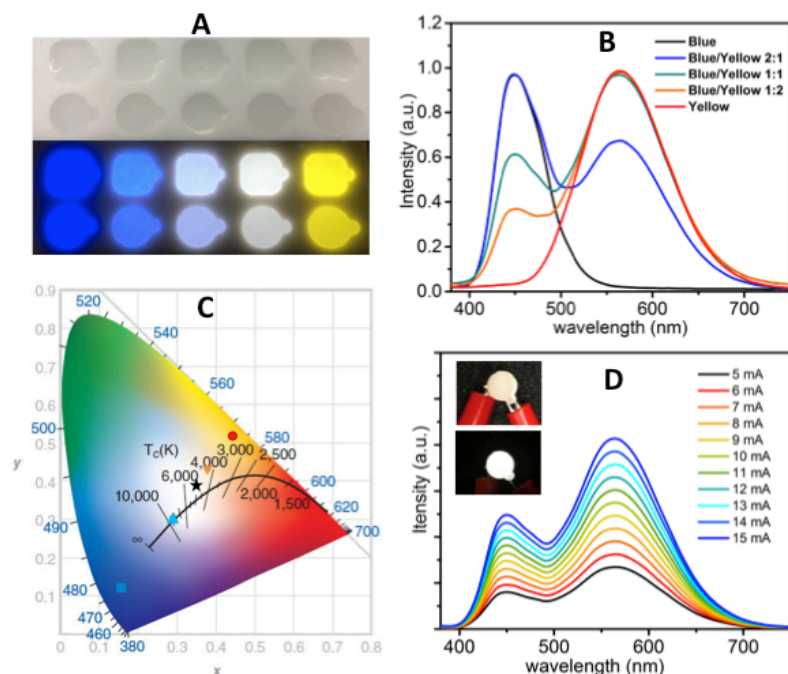 A
B
Intensity (a.u.)
1.2
1.0
0.8
0.6
0.4
0.2
0.0
Blue
Blue/Yellow 2:1
Blue/Yellow 1:1
Blue/Yellow 1:2
Yellow
400 500 600 700
wavelength (nm)
C
y
0.9
0.8
0.7
0.6
0.5
0.4
0.3
0.2
0.1
0 0.1 0.2 0.3 0.4 0.5 0.6 0.7 0.8
x
520
540
560
500
580
600
620
700
490
480
470
460
380
Tc(K)
3,000
2,500
4,000
6,000
2,000
10,000
1,500
∞
D
Itensity (a.u.)
5 mA
6 mA
7 mA
8 mA
9 mA
10 mA
11 mA
12 mA
13 mA
14 mA
15 mA
400 500 600 700
wavelength (nm)